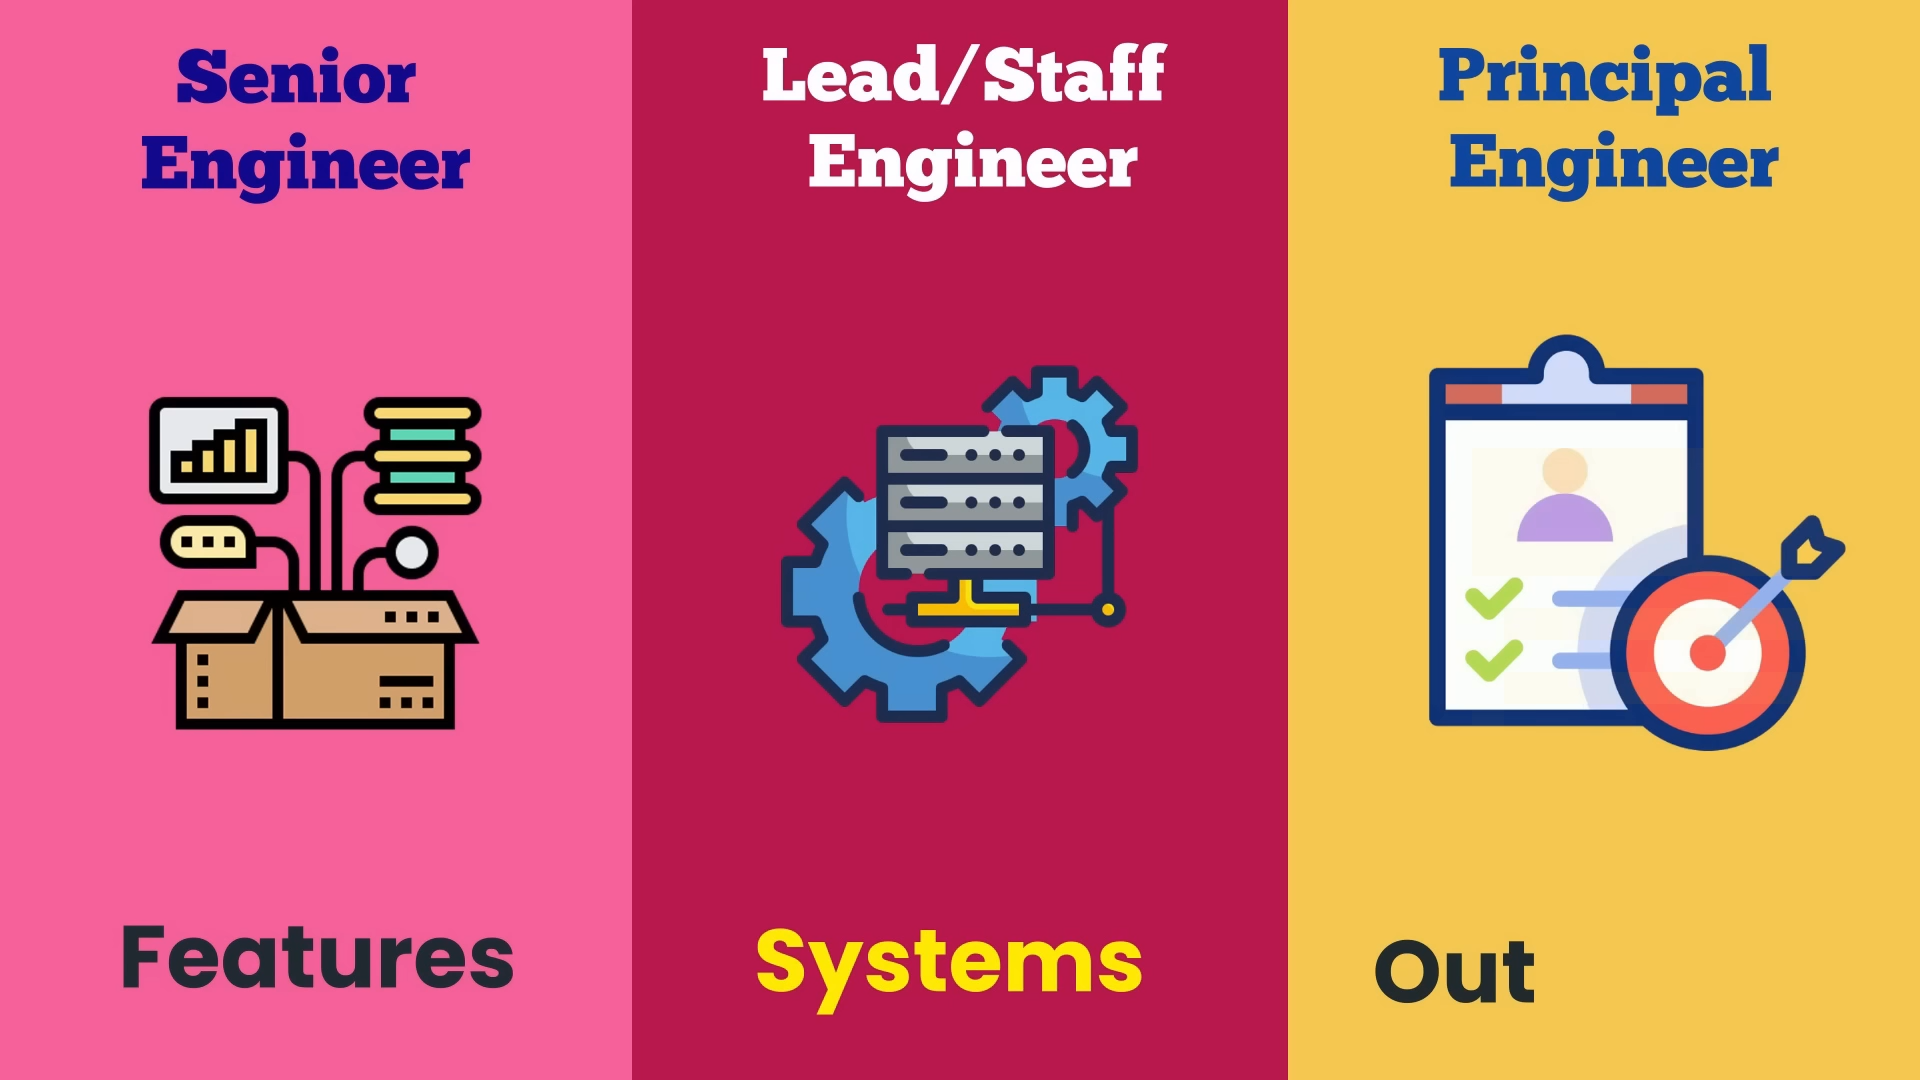 Senior
Engineer
Lead/Staff
Engineer
Principal
Engineer
Features
Systems
Out